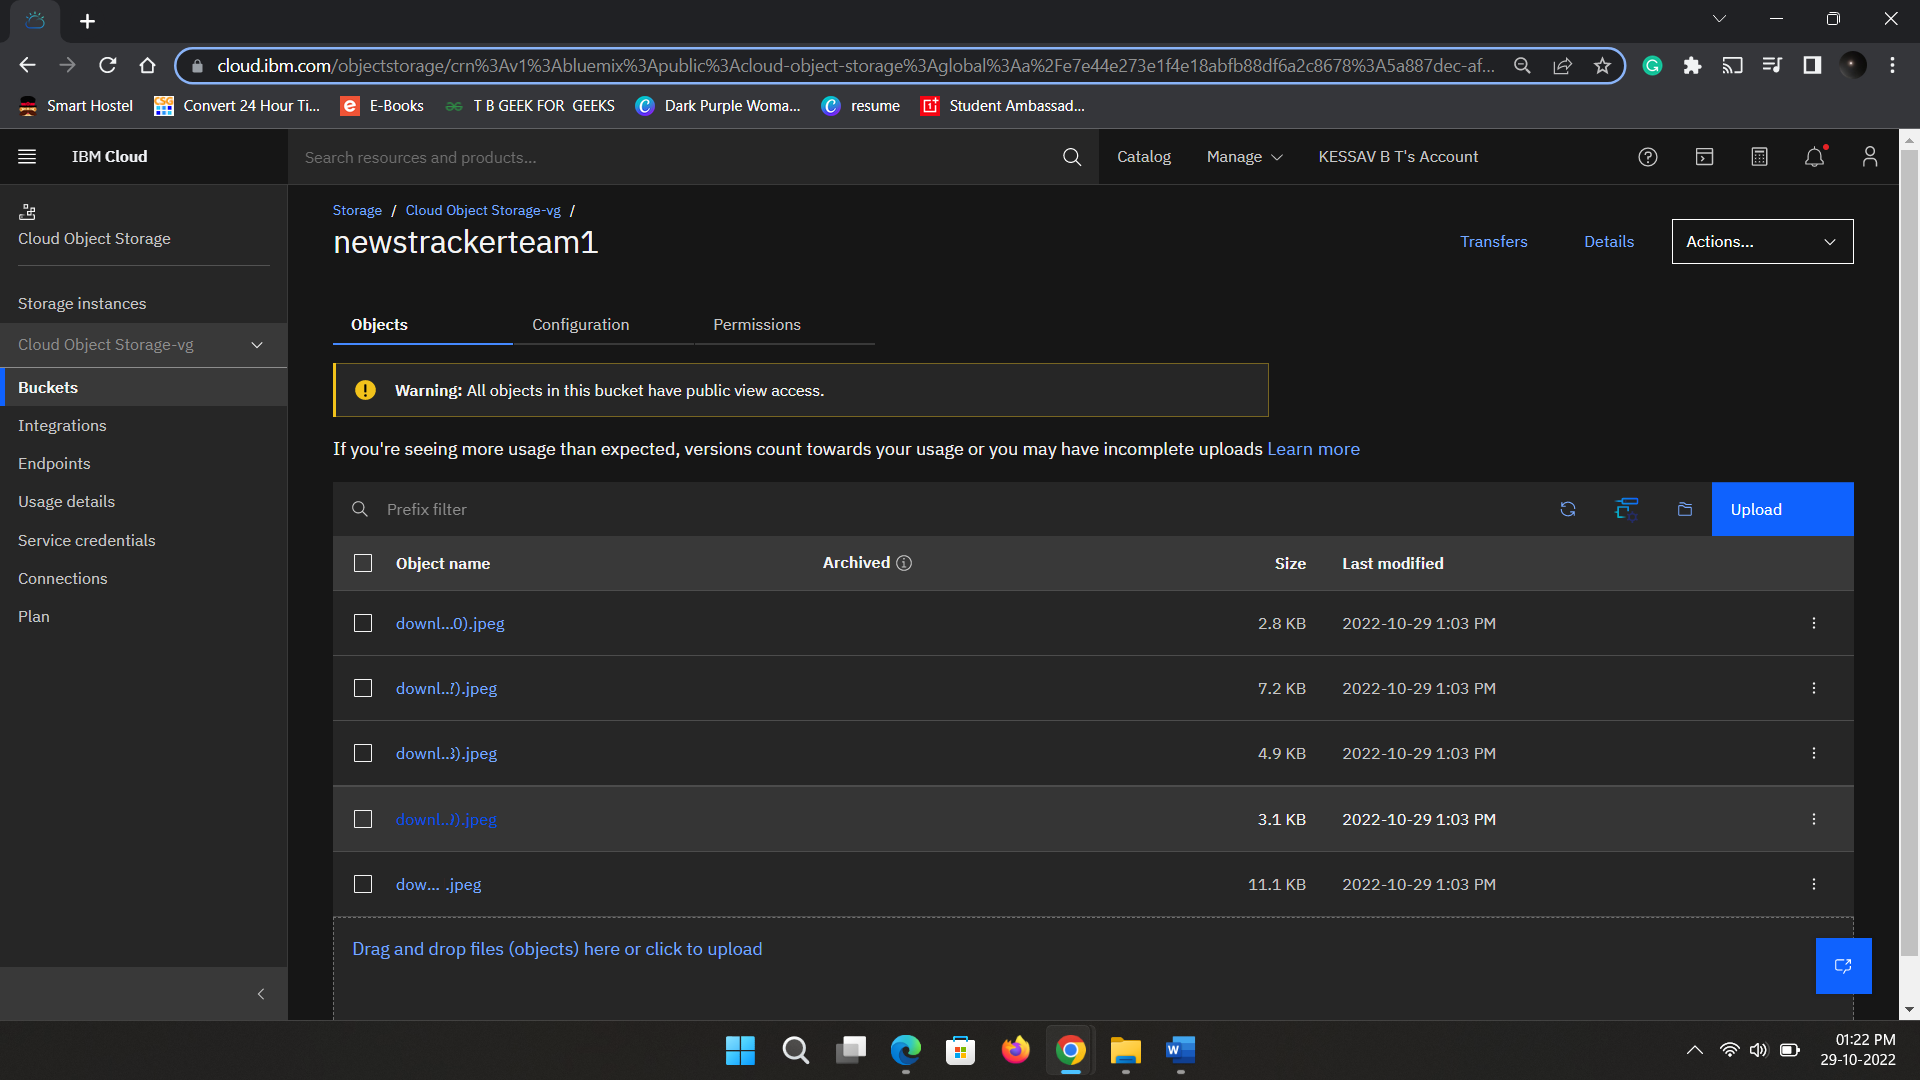 cloud.ibm.com/objectstorage/crn%3Av1%3Abluemix%3Apublic%3Acloud-object-storage%3Aglobal%3Aa%2Fe7e44e273e1f4e18abfb88df6a2c8678%3A5a887dec-af...
Smart Hostel
Convert 24 Hour Ti...
E-Books
T B GEEK FOR GEEKS
Dark Purple Woma...
resume
Student Ambassad...
IBM Cloud
Search resources and products...
Catalog
Manage
KESSAV B T's Account
Cloud Object Storage
Storage instances
Cloud Object Storage-vg
Buckets
Integrations
Endpoints
Usage details
Service credentials
Connections
Plan
Storage / Cloud Object Storage-vg /
newstrackerteam1
Transfers
Details
Actions...
Objects
Configuration
Permissions
Warning: All objects in this bucket have public view access.
If you're seeing more usage than expected, versions count towards your usage or you may have incomplete uploads Learn more
Prefix filter
Upload
Object name Archived Size Last modified
downl...0).jpeg 2.8 KB 2022-10-29 1:03 PM
downl...).jpeg 7.2 KB 2022-10-29 1:03 PM
downl...).jpeg 4.9 KB 2022-10-29 1:03 PM
downl...).jpeg 3.1 KB 2022-10-29 1:03 PM
dow... .jpeg 11.1 KB 2022-10-29 1:03 PM
Drag and drop files (objects) here or click to upload
01:22 PM
29-10-2022